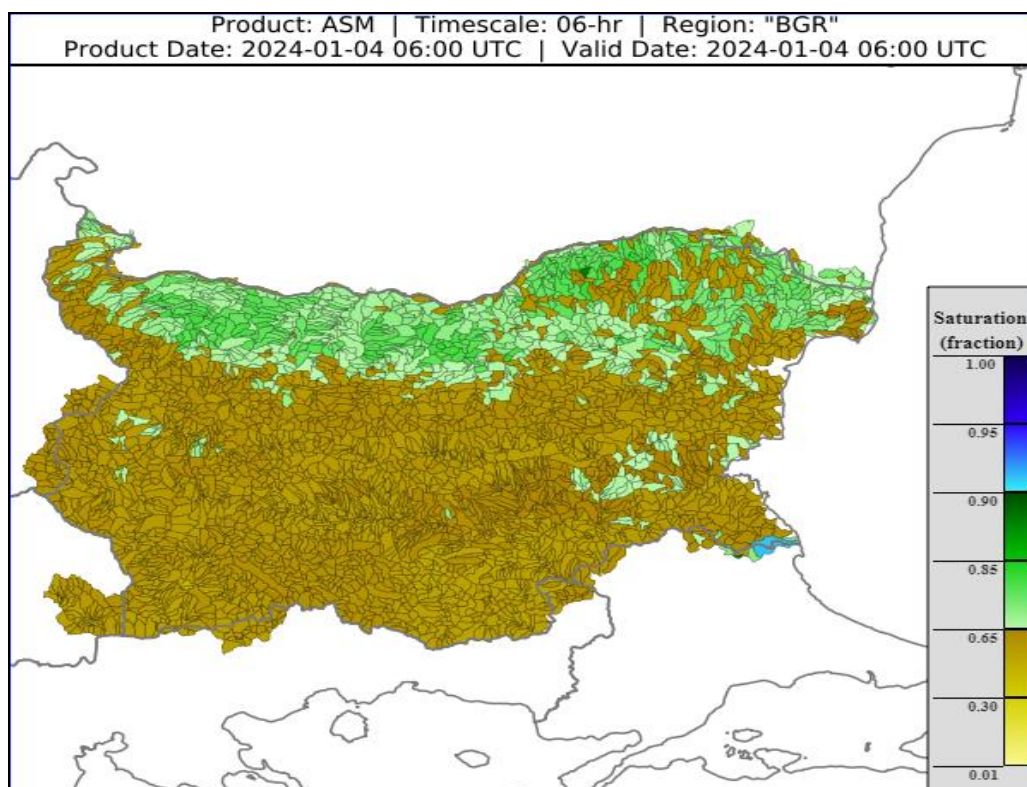 Product: ASM | Timescale: 06-hr | Region: "BGR"
Product Date: 2024-01-04 06:00 UTC | Valid Date: 2024-01-04 06:00 UTC
Saturation
(fraction)
1.00
0.95
0.90
0.85
0.65
0.30
0.01